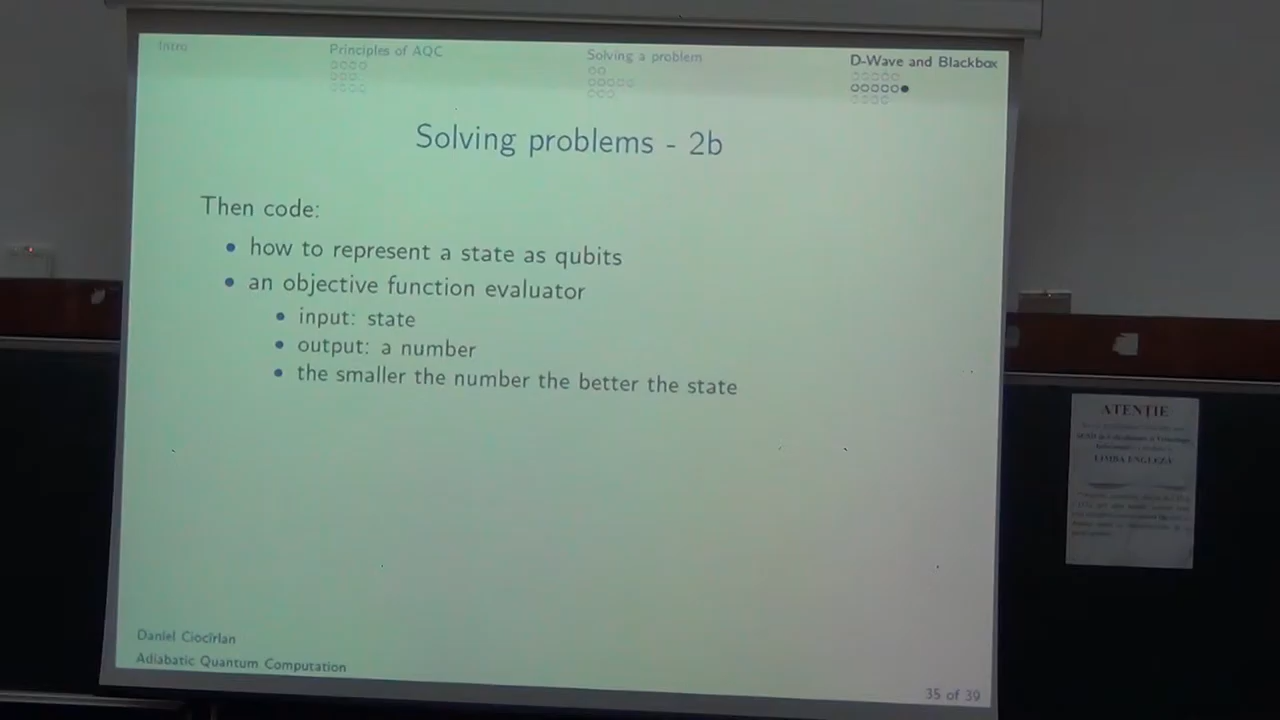 Intro
Principles of AQC
Solving a problem
D-Wave and Blackbox
Solving problems - 2b
Then code:
how to represent a state as qubits
an objective function evaluator
input: state
output: a number
the smaller the number the better the state
Daniel Ciocîrlan
Adiabatic Quantum Computation
35 of 39
ATENȚIE
LIMBA ENGLEZĂ